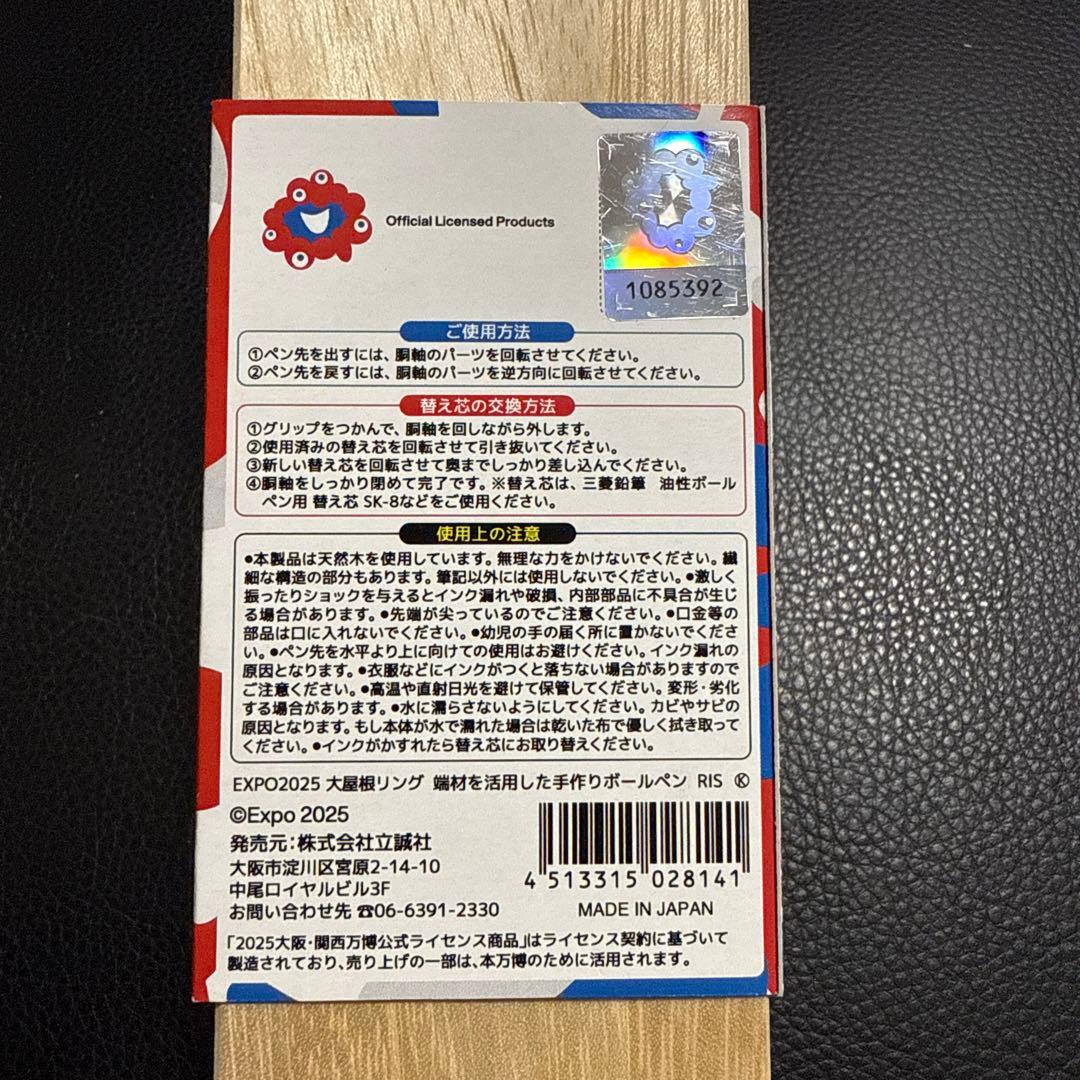 Official Licensed Products
1085392
ご使用方法
①ペン先を出すには、胴軸のパーツを回転させてください。
②ペン先を戻すには、胴軸のパーツを逆方向に回転させてください。
替え芯の交換方法
①グリップをつかんで、胴軸を回しながら外します。
②使用済みの替え芯を回転させて引き抜いてください。
③新しい替え芯を回転させて奥までしっかり差し込んでください。
④胴軸をしっかり閉めて完了です。※替え芯は、三菱鉛筆 油性ボール
ペン用 替え芯 SK-8などをご使用ください。
使用上の注意
●本製品は天然木を使用しています。無理な力をかけないでください。繊
細な構造の部分もあります。筆記以外には使用しないでください。●激しく
振ったりショックを与えるとインク漏れや破損、内部部品に不具合が生じ
る場合があります。●先端が尖っているのでご注意ください。●口金等の
部品は口に入れないでください。●幼児の手の届く所に置かないでくださ
い。●ペン先を水平より上に向けての使用はお避けください。インク漏れの
原因となります。●衣服などにインクがつくと落ちない場合がありますので
ご注意ください。●高温や直射日光を避けて保管してください。変形・劣化
する場合があります。●水に濡らさないようにしてください。カビやサビの
原因となります。もし本体が水で濡れた場合は乾いた布で優しく拭き取って
ください。●インクがかすれたら替え芯にお取り替えください。
EXPO2025 大屋根リング 端材を活用した手作りボールペン RIS Ⓚ
©Expo 2025
発売元:株式会社立誠社
大阪市淀川区宮原2-14-10
中尾ロイヤルビル3F
お問い合わせ先 ☎06-6391-2330
4 513315 028141
MADE IN JAPAN
「2025大阪・関西万博公式ライセンス商品」はライセンス契約に基づいて
製造されており、売り上げの一部は、本万博のために活用されます。